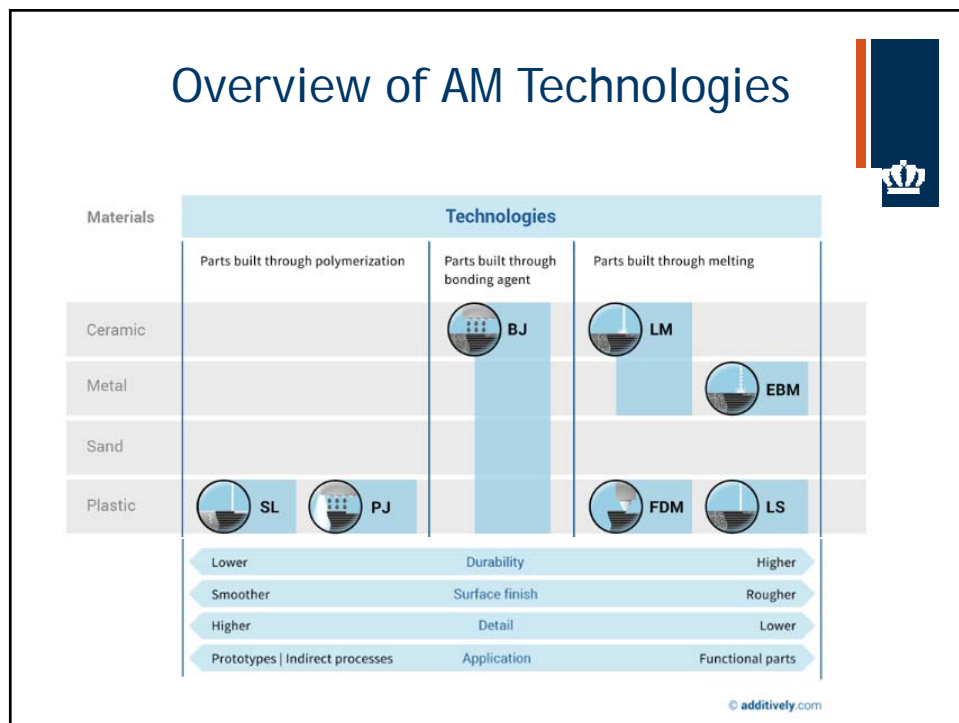 Overview of AM Technologies
Materials
Technologies
Parts built through polymerization
Parts built through
bonding agent
Parts built through melting
Ceramic
BJ
LM
Metal
EBM
Sand
Plastic
SL
PJ
FDM
LS
Lower
Durability
Higher
Smoother
Surface finish
Rougher
Higher
Detail
Lower
Prototypes | Indirect processes
Application
Functional parts
© additively.com